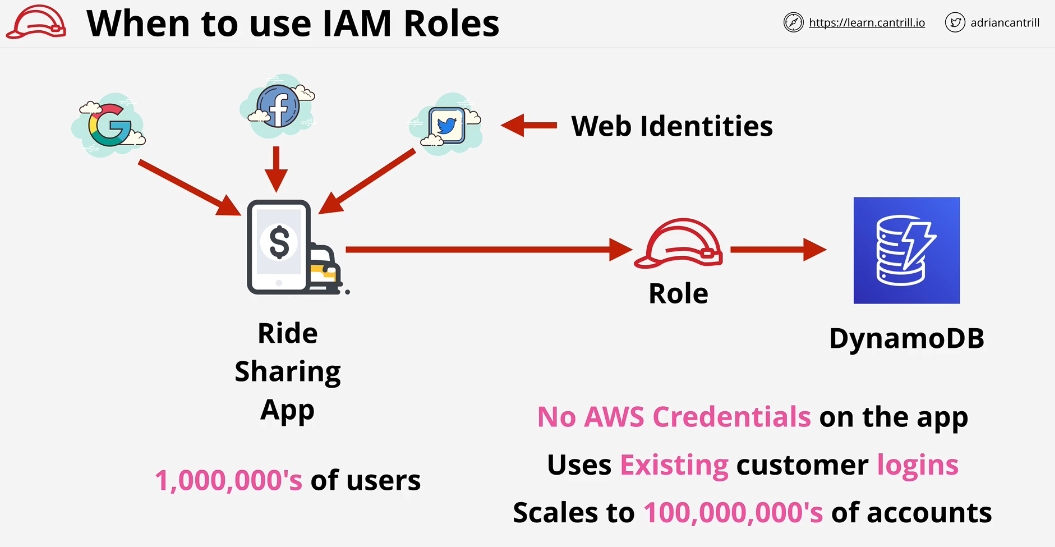 When to use IAM Roles
https://learn.cantrill.io
adriancantrill
Web Identities
$
Role
Ride
Sharing
App
DynamoDB
1,000,000's of users
No AWS Credentials on the app
Uses Existing customer logins
Scales to 100,000,000's of accounts